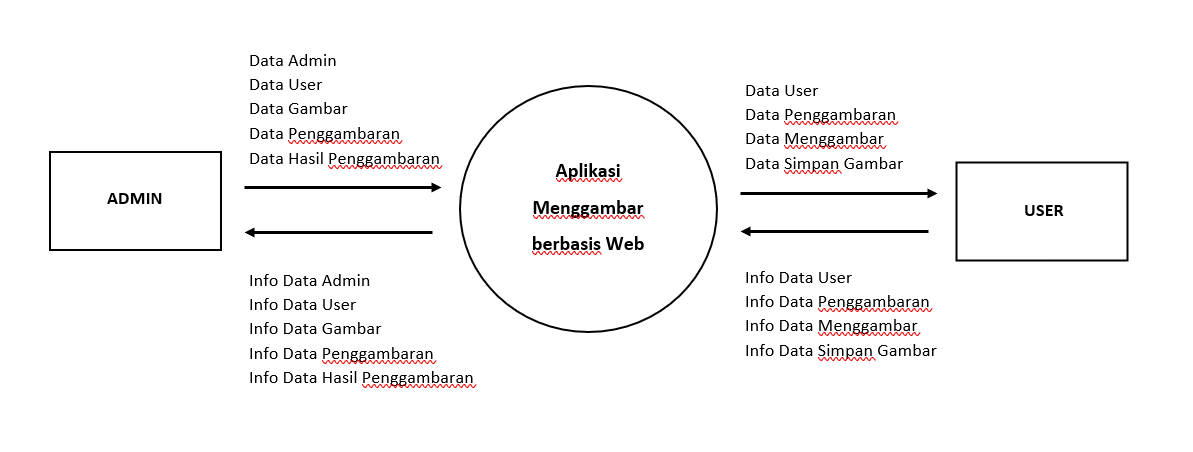 Data Admin
Data User
Data Gambar
Data Penggambaran
Data Hasil Penggambaran
ADMIN
Info Data Admin
Info Data User
Info Data Gambar
Info Data Penggambaran
Info Data Hasil Penggambaran
Aplikasi
Menggambar
berbasis Web
Data User
Data Penggambaran
Data Menggambar
Data Simpan Gambar
USER
Info Data User
Info Data Penggambaran
Info Data Menggambar
Info Data Simpan Gambar